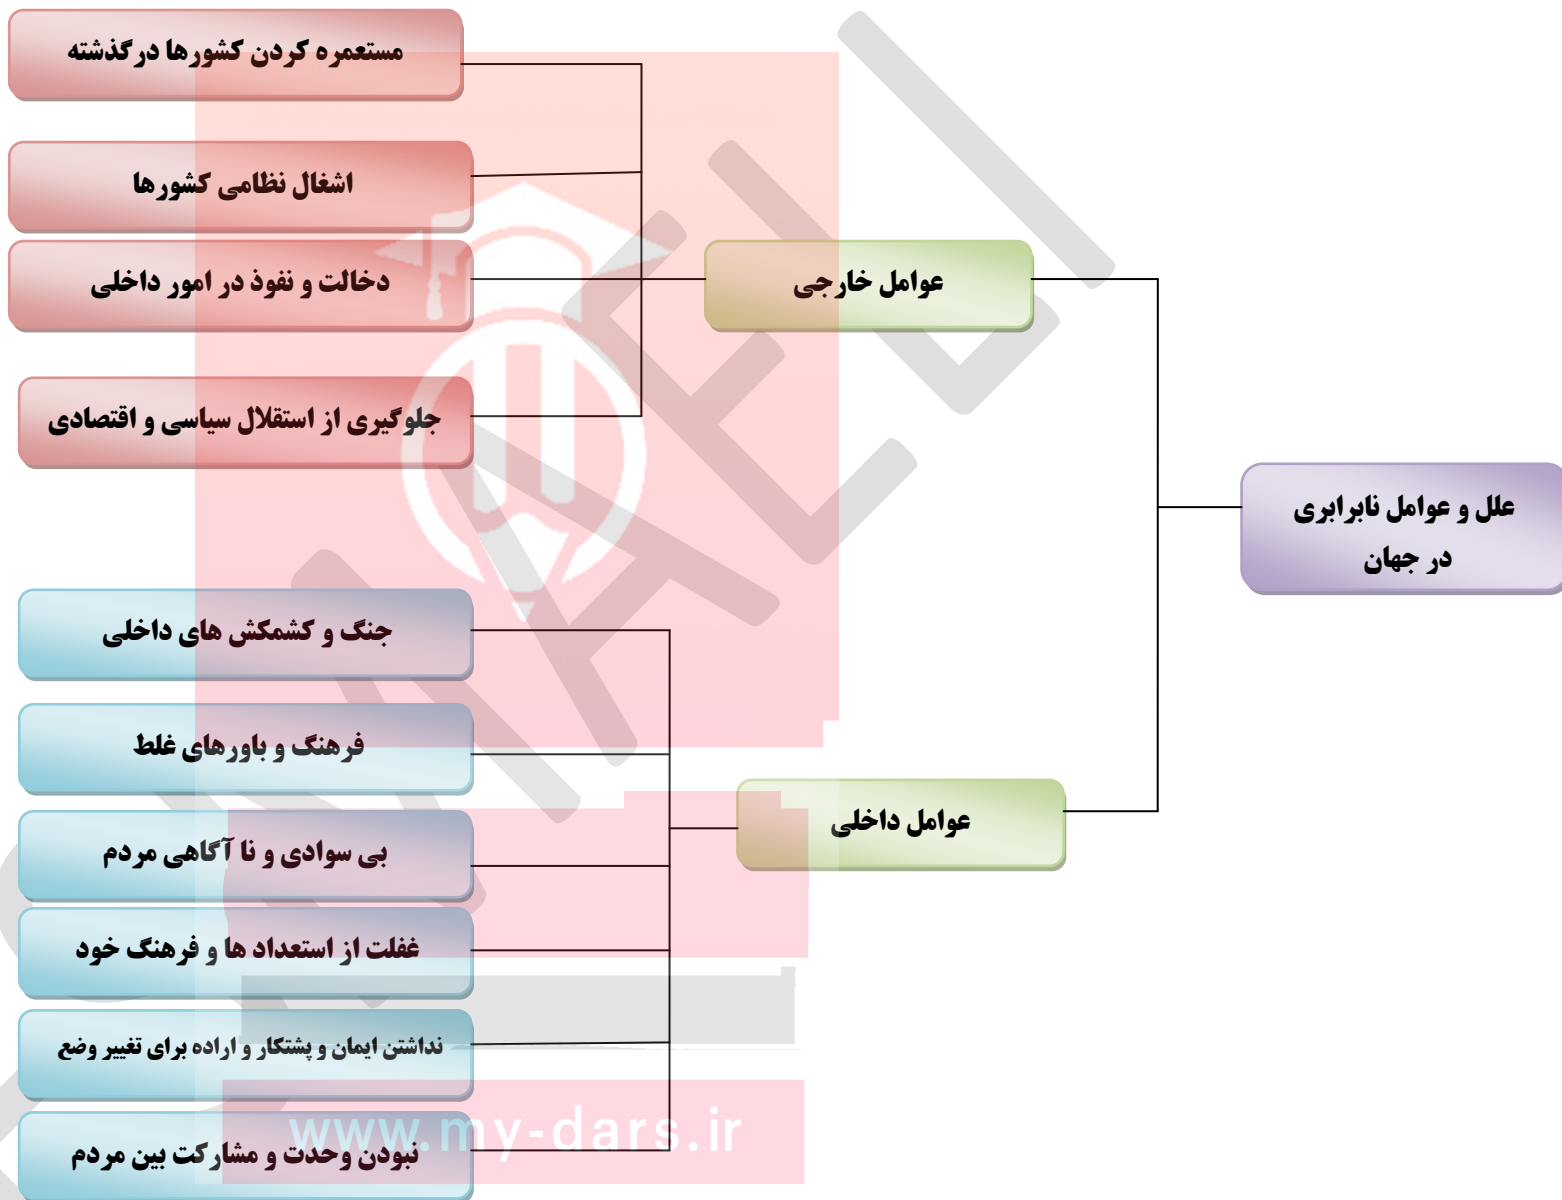 علل و عوامل نابرابری
در جهان
عوامل خارجی
مستعمره کردن کشورها درگذشته
اشغال نظامی کشورها
دخالت و نفوذ در امور داخلی
جلوگیری از استقلال سیاسی و اقتصادی
عوامل داخلی
جنگ و کشمکش های داخلی
فرهنگ و باورهای غلط
بی سوادی و نا آگاهی مردم
غفلت از استعداد ها و فرهنگ خود
نداشتن ایمان و پشتکار و اراده برای تغییر وضع
نبودن وحدت و مشارکت بین مردم
www.my-dars.ir